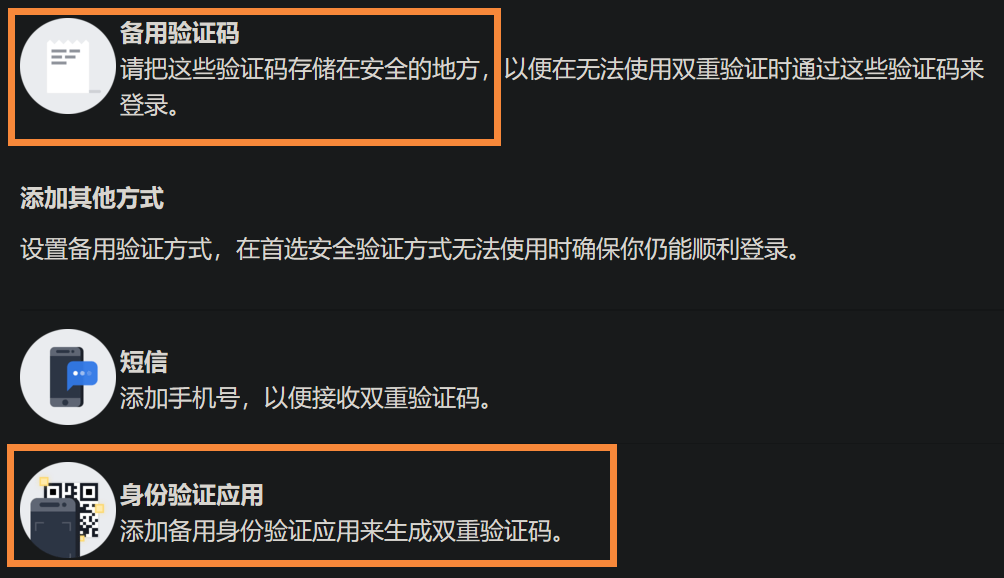 备用验证码
请把这些验证码存储在安全的地方，以便在无法使用双重验证时通过这些验证码来
登录。
添加其他方式
设置备用验证方式，在首选安全验证方式无法使用时确保你仍能顺利登录。
短信
添加手机号，以便接收双重验证码。
身份验证应用
添加备用身份验证应用来生成双重验证码。